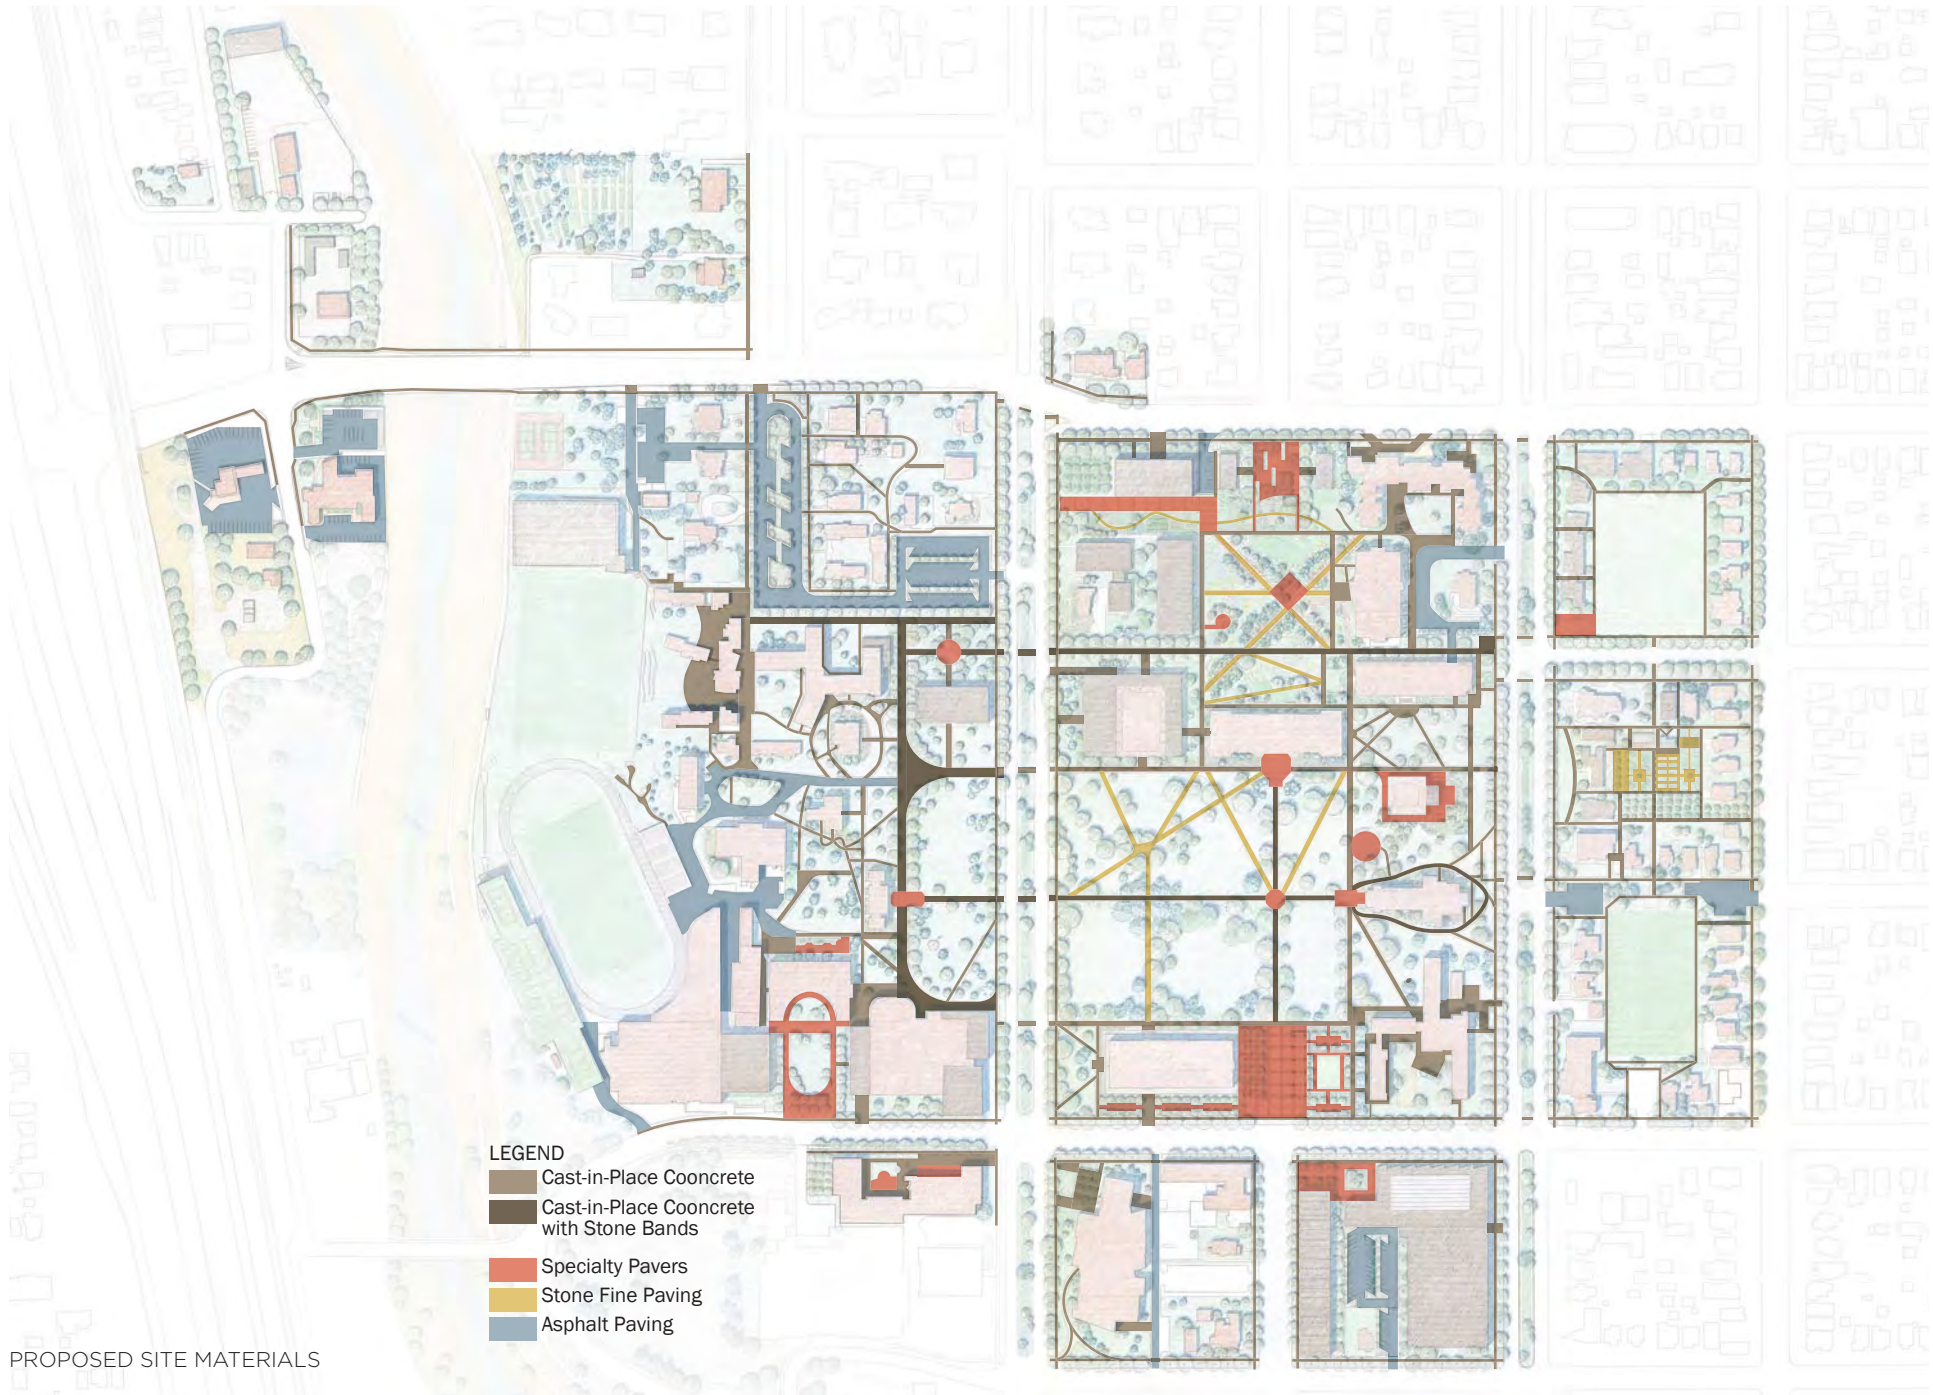 LEGEND
Cast-in-Place Cooncrete
Cast-in-Place Cooncrete
with Stone Bands
Specialty Pavers
Stone Fine Paving
Asphalt Paving
PROPOSED SITE MATERIALS